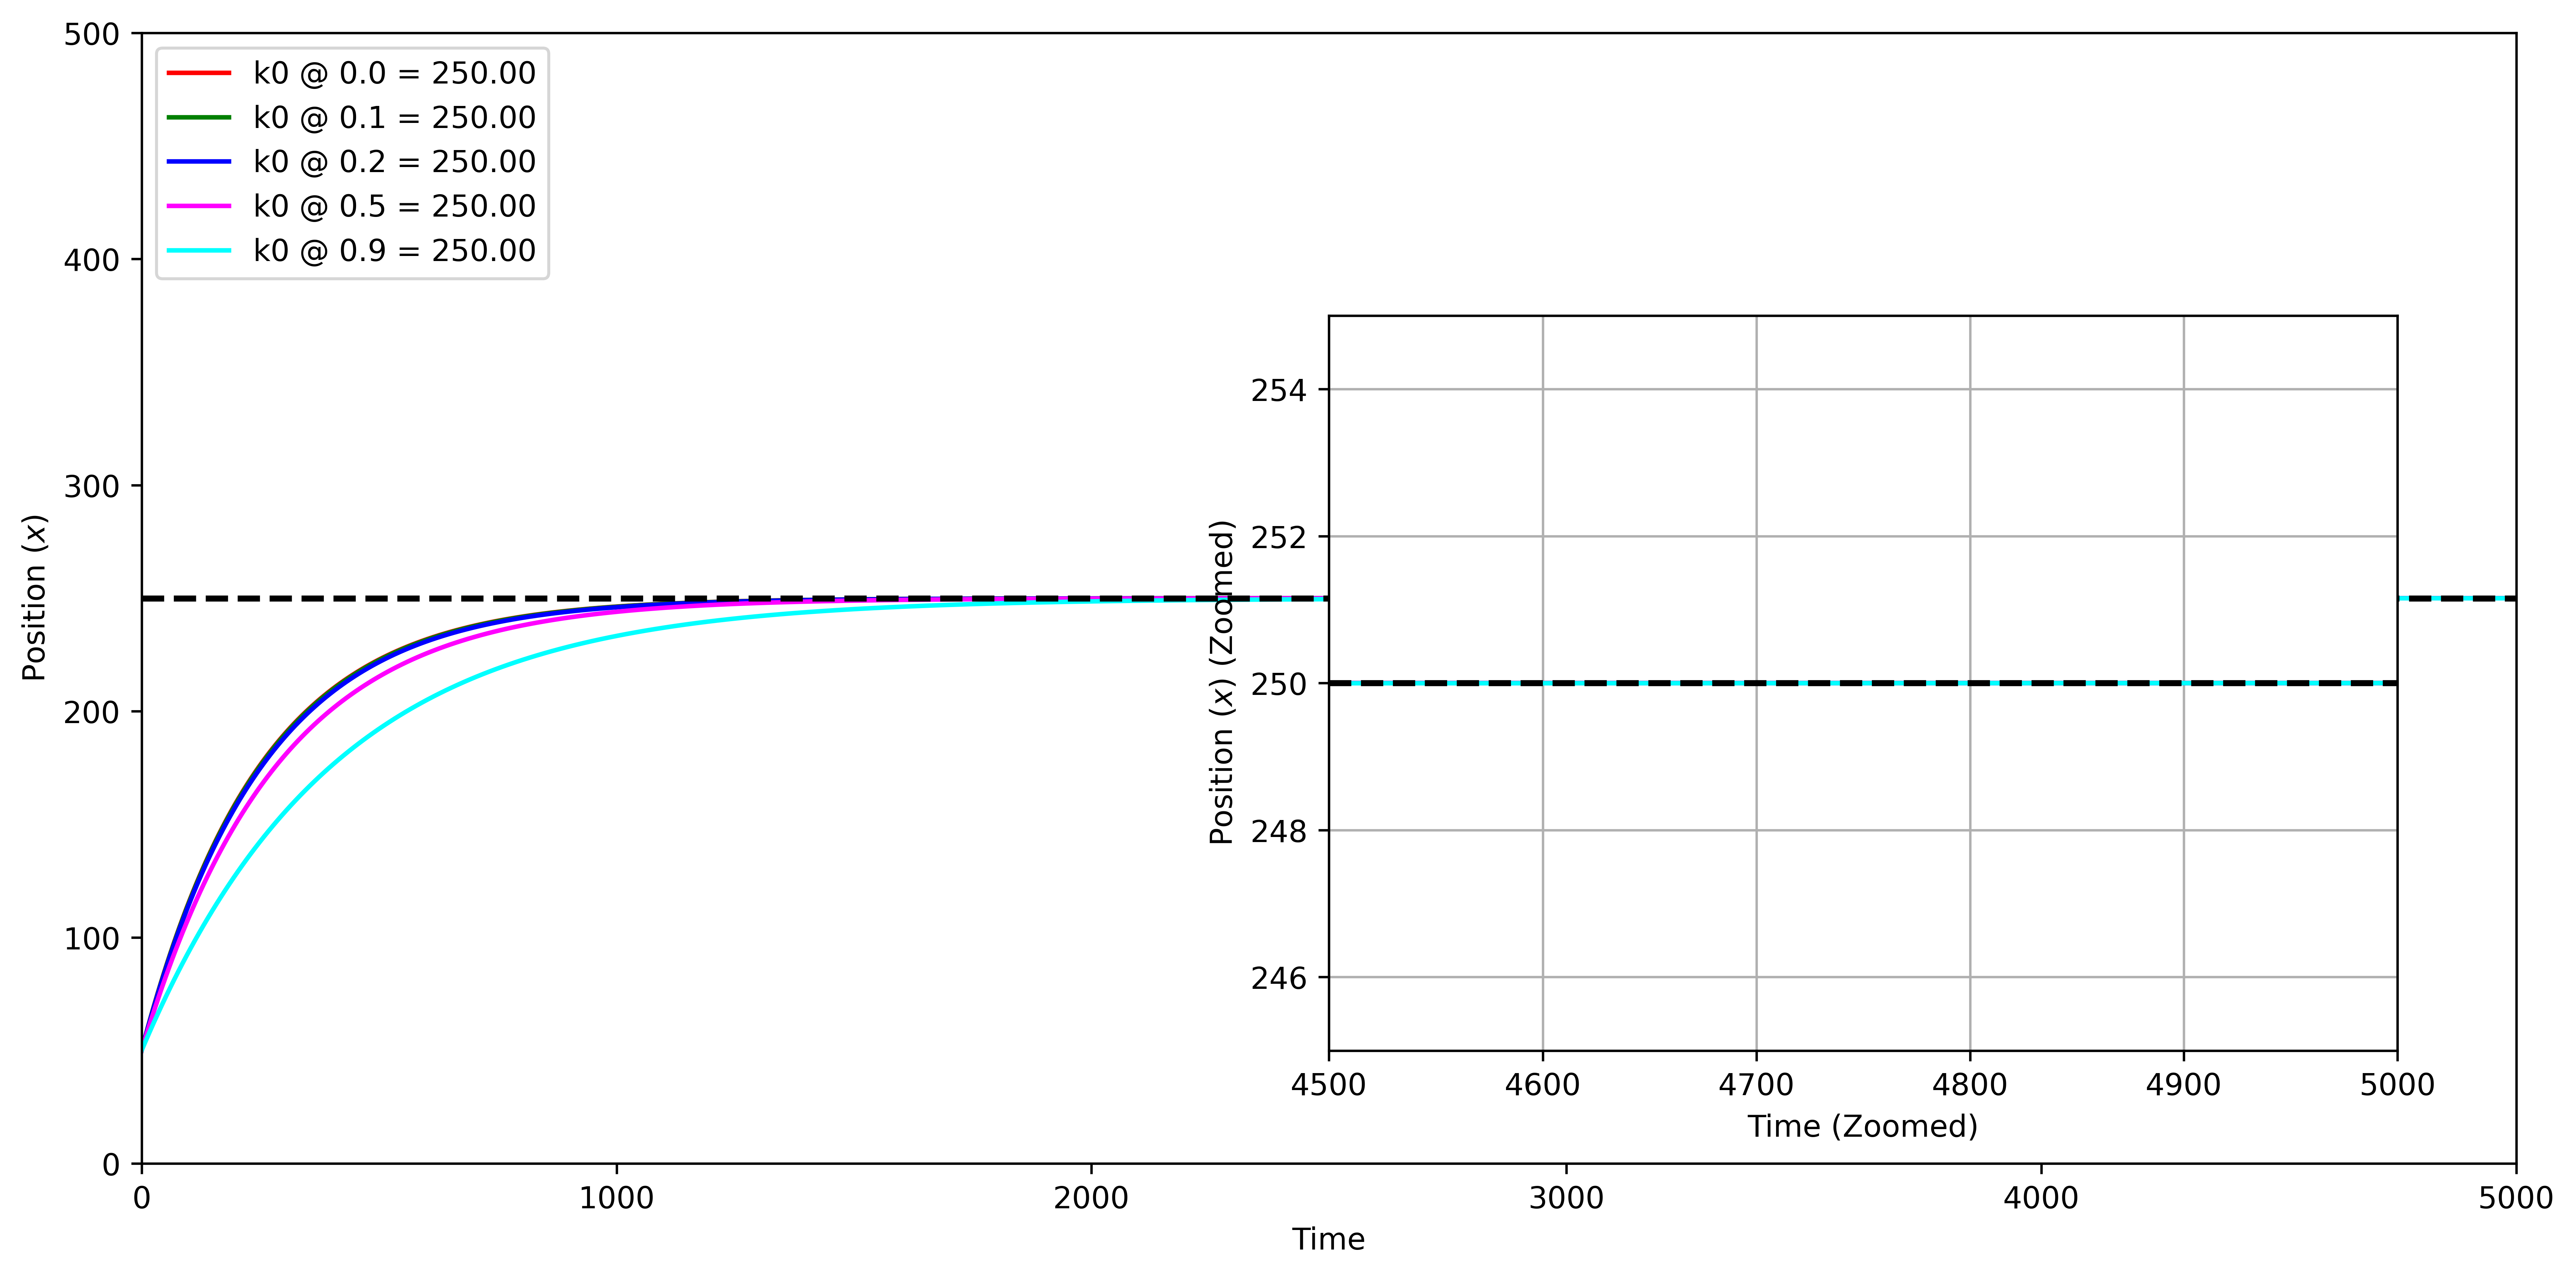 500
400
300
200
100
0
Position (x)
k0 @ 0.0 = 250.00
k0 @ 0.1 = 250.00
k0 @ 0.2 = 250.00
k0 @ 0.5 = 250.00
k0 @ 0.9 = 250.00
254
252
250
248
246
Position (x) (Zoomed)
4500 4600 4700 4800 4900 5000
Time (Zoomed)
0 1000 2000 3000 4000 5000
Time